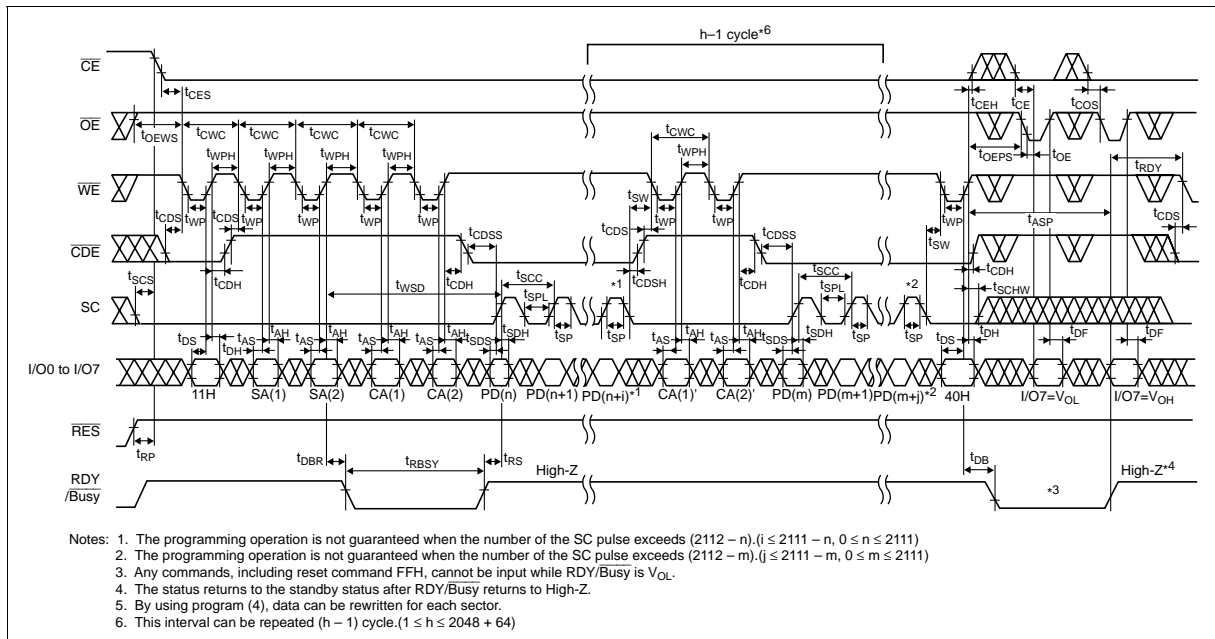 h–1 cycle*6
CE
tCES tCEH tCE tCOS
OE
tOEWS tCWC tCWC tCWC tCWC tCWC tOEPS tOE
tWPH tWPH tWPH tWPH tWPH tRDY
WE
tCDS tWP tCDS tWP tWP tWP tWP tSW tWP tWP tWP tASP
tCDS tSW tCDS
CDE
tCDSS tCDSS
tSCS tCDH tCDH tCDSH tCDH tCDH
tWSD tSCC *1 tSCC *2 tSCHW
tSPL tSPL
SC
tSP tSP tSP tSP
tDS tDH tAS tAH tAS tAH tAS tAH tAS tAH tSDS tSDH tAS tAH tAS tAH tSDS tSDH tDS tDH tDF tDF
I/O0 to I/O7
11H SA(1) SA(2) CA(1) CA(2) PD(n) PD(n+1) PD(n+i)*1 CA(1)' CA(2)' PD(m) PD(m+1) PD(m+j)*2 40H I/O7=VOL I/O7=VOH
RES
tRP
tDBR tRBSY tRS tDB
RDY
/Busy
High-Z High-Z*4
*3
Notes: 1. The programming operation is not guaranteed when the number of the SC pulse exceeds (2112 – n).(i ≤ 2111 – n, 0 ≤ n ≤ 2111)
2. The programming operation is not guaranteed when the number of the SC pulse exceeds (2112 – m).(j ≤ 2111 – m, 0 ≤ m ≤ 2111)
3. Any commands, including reset command FFH, cannot be input while RDY/Busy is VOL.
4. The status returns to the standby status after RDY/Busy returns to High-Z.
5. By using program (4), data can be rewritten for each sector.
6. This interval can be repeated (h – 1) cycle.(1 ≤ h ≤ 2048 + 64)